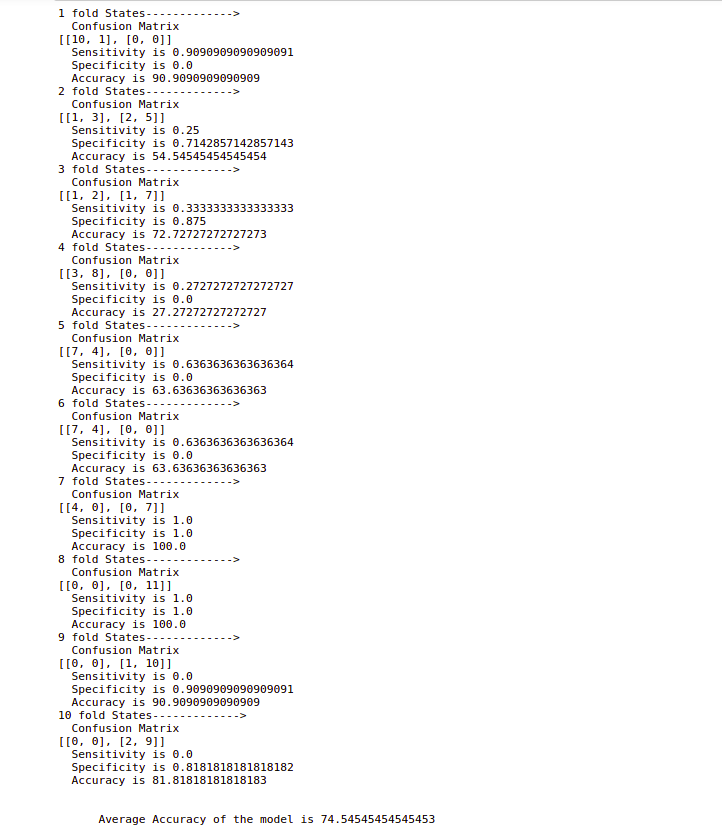 1 fold States------------->
Confusion Matrix
[[10, 1], [0, 0]]
Sensitivity is 0.9090909090909091
Specificity is 0.0
Accuracy is 90.9090909090909
2 fold States------------->
Confusion Matrix
[[1, 3], [2, 5]]
Sensitivity is 0.25
Specificity is 0.7142857142857143
Accuracy is 54.54545454545454
3 fold States------------->
Confusion Matrix
[[1, 2], [1, 7]]
Sensitivity is 0.3333333333333333
Specificity is 0.875
Accuracy is 72.72727272727273
4 fold States------------->
Confusion Matrix
[[3, 8], [0, 0]]
Sensitivity is 0.2727272727272727
Specificity is 0.0
Accuracy is 27.27272727272727
5 fold States------------->
Confusion Matrix
[[7, 4], [0, 0]]
Sensitivity is 0.6363636363636364
Specificity is 0.0
Accuracy is 63.63636363636363
6 fold States------------->
Confusion Matrix
[[7, 4], [0, 0]]
Sensitivity is 0.6363636363636364
Specificity is 0.0
Accuracy is 63.63636363636363
7 fold States------------->
Confusion Matrix
[[4, 0], [0, 7]]
Sensitivity is 1.0
Specificity is 1.0
Accuracy is 100.0
8 fold States------------->
Confusion Matrix
[[0, 0], [0, 11]]
Sensitivity is 1.0
Specificity is 1.0
Accuracy is 100.0
9 fold States------------->
Confusion Matrix
[[0, 0], [1, 10]]
Sensitivity is 0.0
Specificity is 0.9090909090909091
Accuracy is 90.9090909090909
10 fold States------------->
Confusion Matrix
[[0, 0], [2, 9]]
Sensitivity is 0.0
Specificity is 0.8181818181818182
Accuracy is 81.81818181818183
Average Accuracy of the model is 74.54545454545453